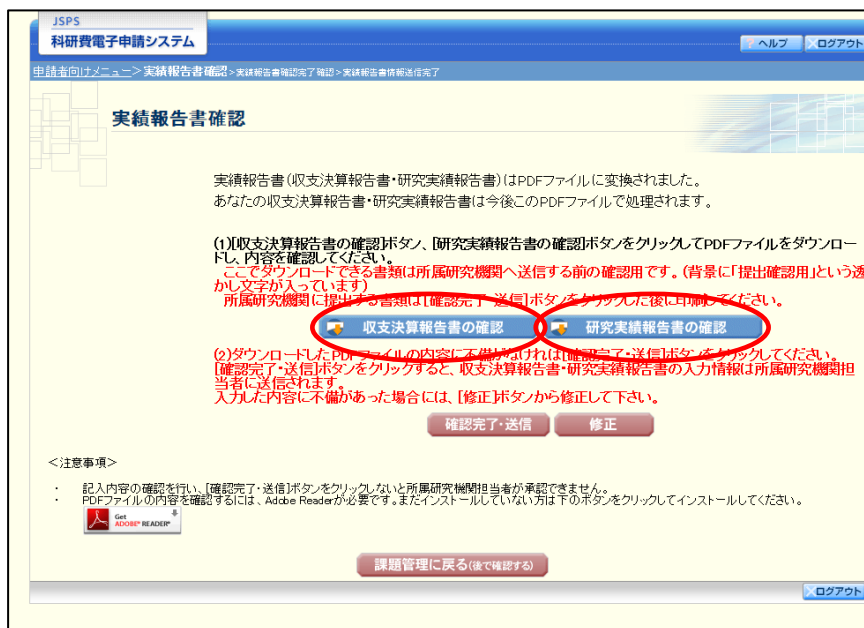 JSPS
科研費電子申請システム
ヘルプ
ログアウト
申請者向けメニュー>実績報告書確認>実績報告書確認完了確認>実績報告書情報送信完了
実績報告書確認
実績報告書(収支決算報告書・研究実績報告書)はPDFファイルに変換されました。
あなたの収支決算報告書・研究実績報告書は今後このPDFファイルで処理されます。
(1)[収支決算報告書の確認]ボタン、[研究実績報告書の確認]ボタンをクリックしてPDFファイルをダウンロー
ドし、内容を確認してください。
ここでダウンロードできる書類は所属研究機関へ送信する前の確認用です。(背景に「提出確認用」という透
かし文字が入っています)
所属研究機関に提出する書類は[確認完了・送信]ボタンをクリックした後に印刷してください。
収支決算報告書の確認
研究実績報告書の確認
(2)ダウンロードしたPDFファイルの内容に不備がなければ[確認完了・送信]ボタンをクリックしてください。
[確認完了・送信]ボタンをクリックすると、収支決算報告書・研究実績報告書の入力情報は所属研究機関担
当者に送信されます。
入力した内容に不備があった場合には、[修正]ボタンから修正して下さい。
確認完了・送信
修正
<注意事項>
・ 記入内容の確認を行い、[確認完了・送信]ボタンをクリックしないと所属研究機関担当者が承認できません。
・ PDFファイルの内容を確認するには、Adobe Readerが必要です。まだインストールしていない方は下のボタンをクリックしてインストールしてください。
Get
ADOBE® READER®
課題管理に戻る(後で確認する)
ログアウト